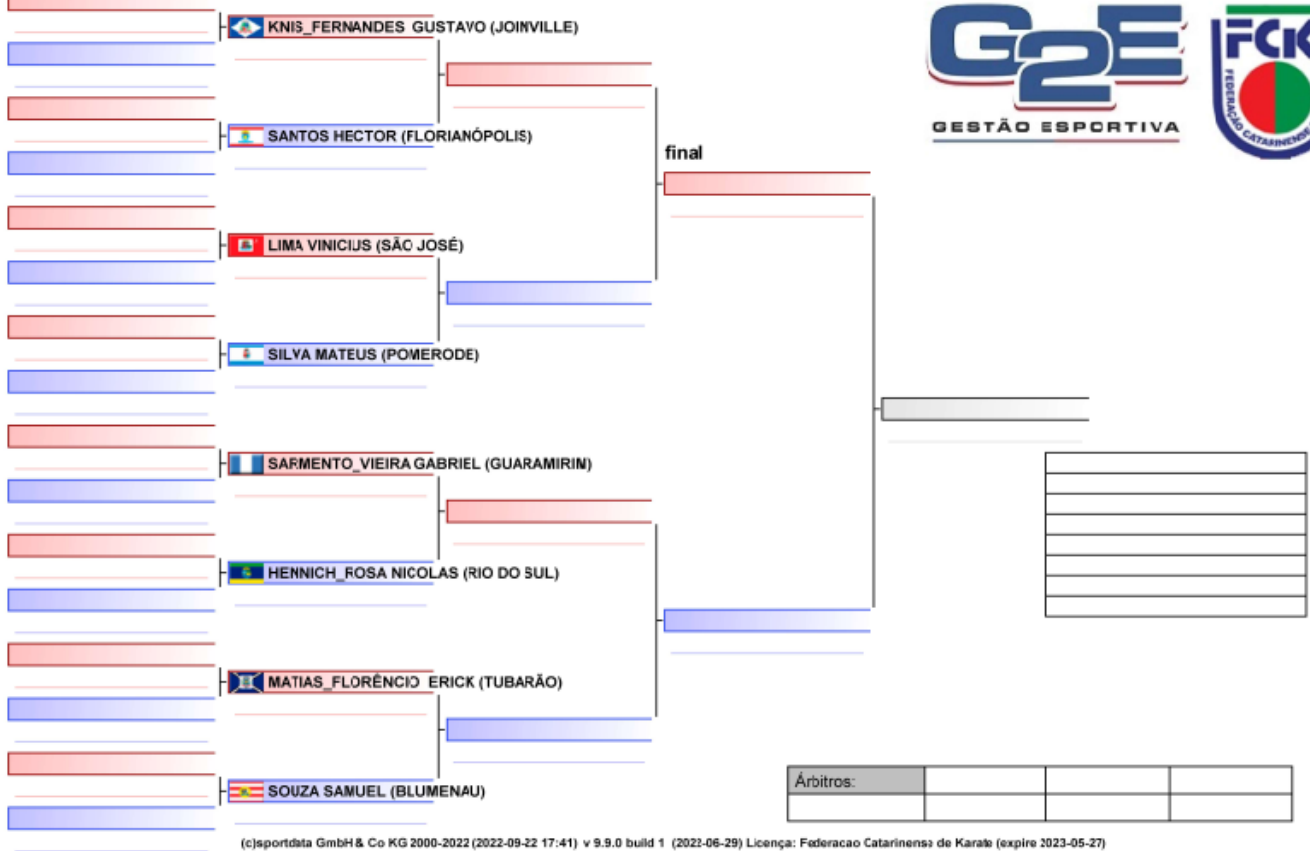 KNIS_FERNANDES GUSTAVO (JOINVILLE)
G2E
GESTÃO ESPORTIVA
FCK
FEDERAÇÃO CATARINENSE
SANTOS HECTOR (FLORIANÓPOLIS)
final
LIMA VINICIUS (SÃO JOSÉ)
SILVA MATEUS (POMERODE)
SARMENTO_VIEIRA GABRIEL (GUARAMIRIN)
HENNICH_ROSA NICOLAS (RIO DO SUL)
MATIAS_FLORÊNCIO ERICK (TUBARÃO)
SOUZA SAMUEL (BLUMENAU)
Árbitros:
(c)sportdata GmbH & Co KG 2000-2022 (2022-09-22 17:41) v 9.9.0 build 1 (2022-06-29) Licença: Federacao Catarinense de Karate (expire 2023-05-27)